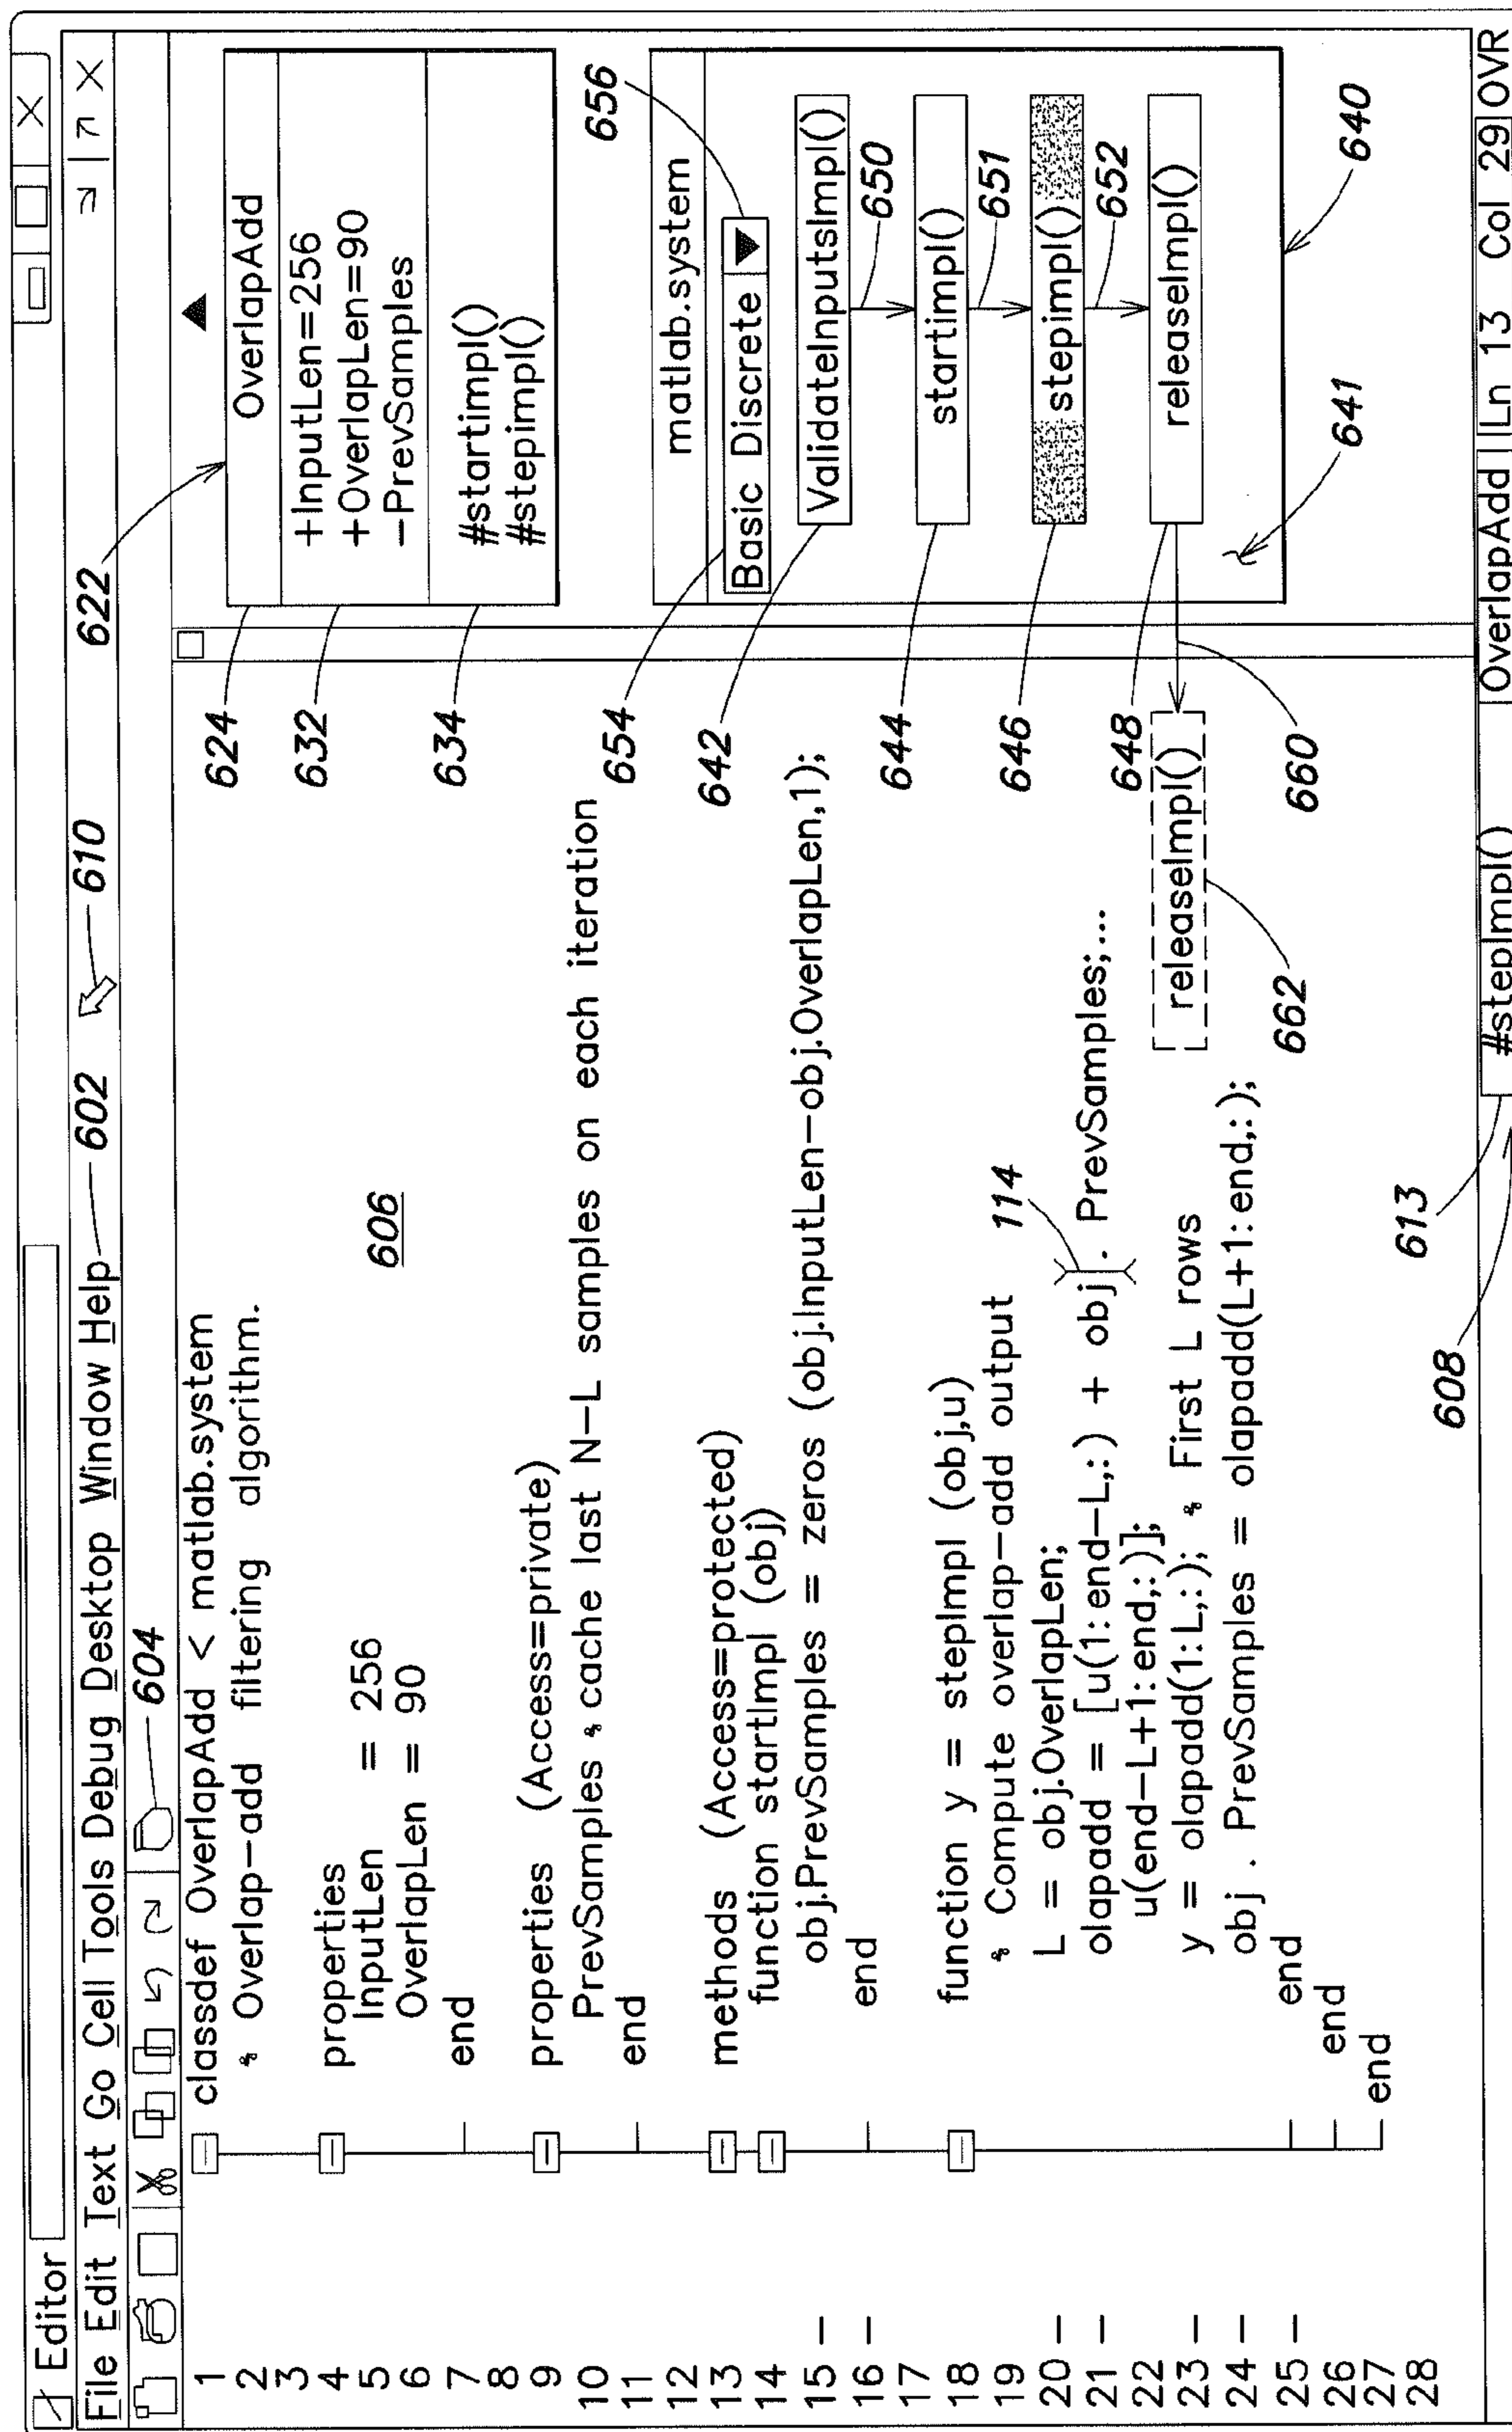 Editor
File Edit Text Go Cell Tools Debug Desktop Window Help 602 610
604
606
1 classdef OverlapAdd < matlab.system
2 % Overlap-add filtering algorithm.
3
4 properties
5 InputLen = 256
6 OverlapLen = 90
7 end
8
9 properties (Access=private)
10 PrevSamples % cache last N-L samples on each iteration
11 end
12
13 methods (Access=protected)
14 function startImpl (obj)
15 - obj.PrevSamples = zeros (obj.InputLen-obj.OverlapLen,1);
16 - end
17
18 function y = stepImpl (obj,u)
19 % Compute overlap-add output
20 - L = obj.OverlapLen;
21 - olapadd = [u(1:end-L,:) + obj . PrevSamples;...
22 u(end-L+1:end,:)];
23 - y = olapadd(1:L,:); % First L rows
24 - obj . PrevSamples = olapadd(L+1:end,:);
25 - end
26 end
27 end
28
114
releaseImpl()
662
660
622
624
OverlapAdd
632
+InputLen=256
+OverlapLen=90
-PrevSamples
634
#startimpl()
#stepimpl()
matlab.system
654
Basic Discrete
656
642
ValidateInputsImpl()
650
644
startimpl()
651
646
stepimpl()
652
648
releaseImpl()
641
640
608
613
#stepImpl()
OverlapAdd
Ln 13 Col 29
OVR